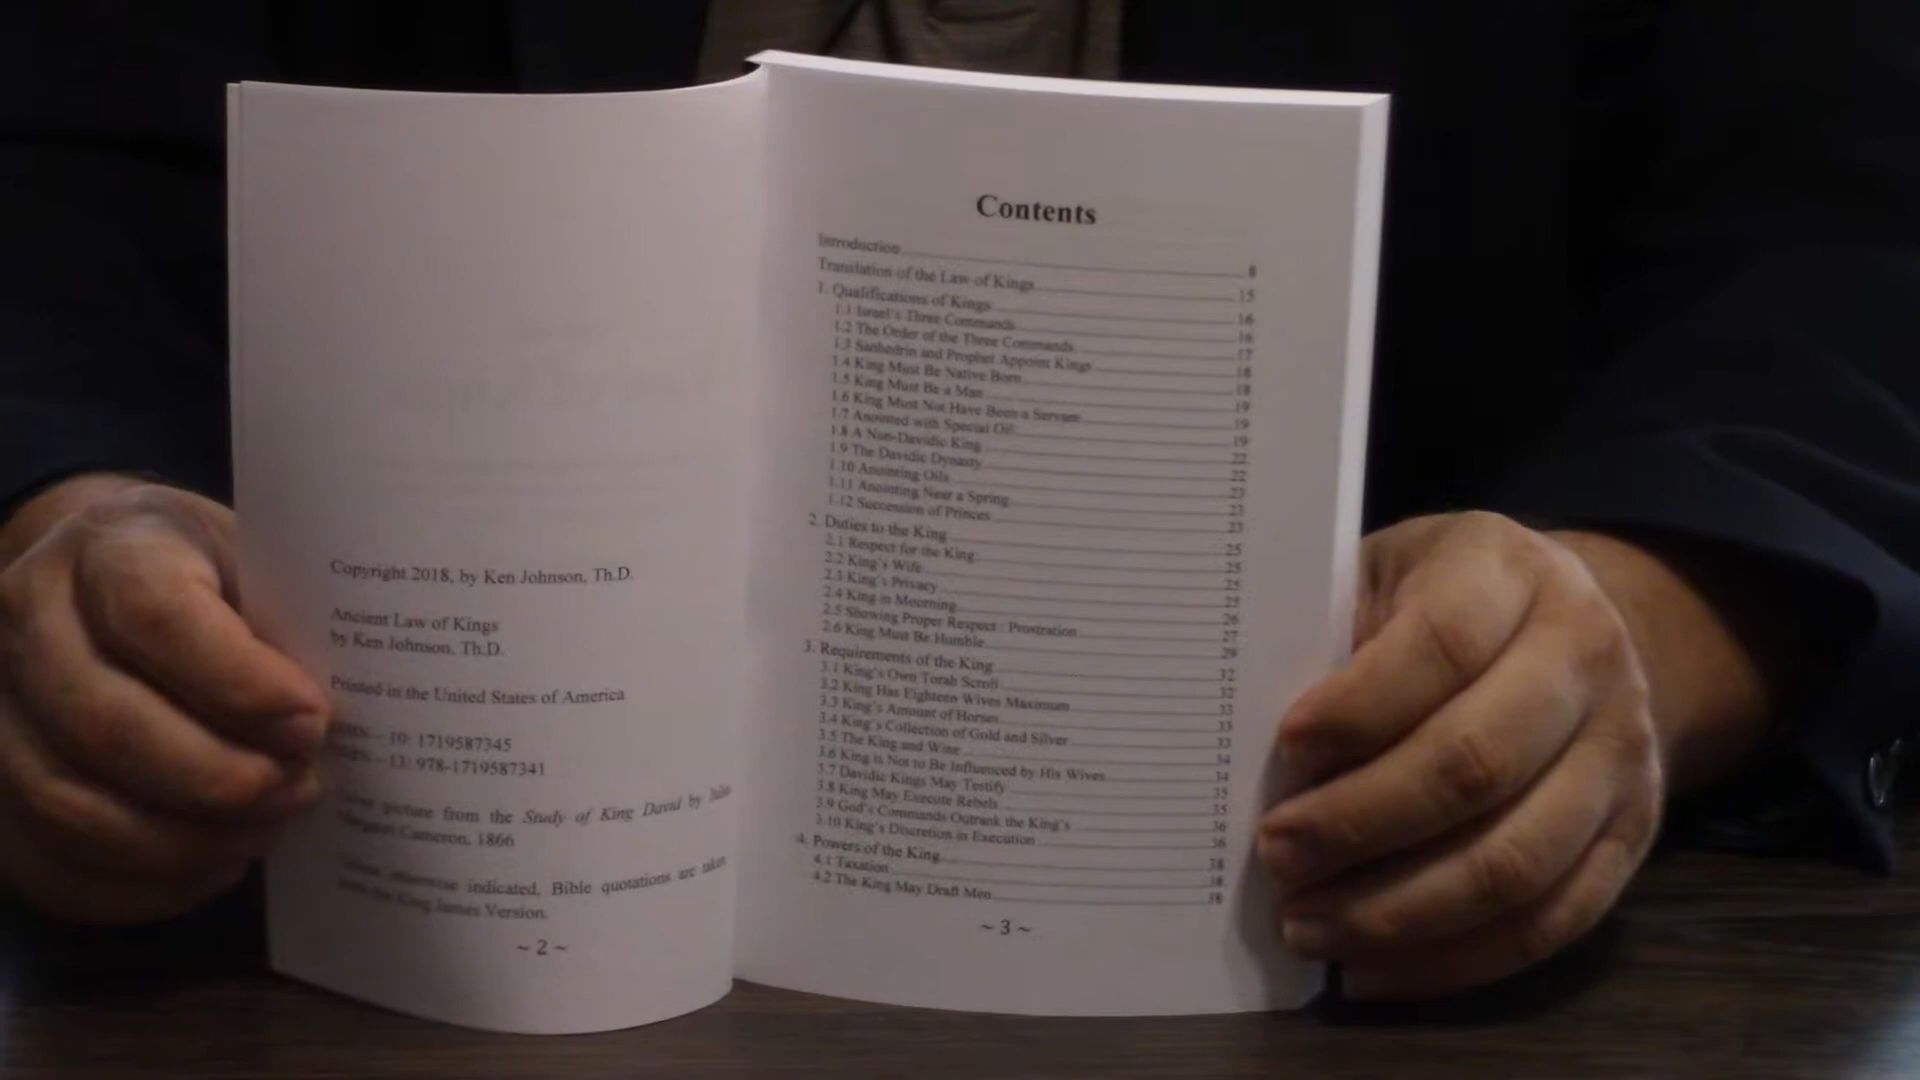 Copyright 2018, by Ken Johnson, Th.D.
Ancient Law of Kings
by Ken Johnson, Th.D.
Printed in the United States of America
10: 1719587345
13: 978-1719587341
picture from the Study of King David by Julia
Margaret Cameron, 1866
otherwise indicated, Bible quotations are taken
from the King James Version.
~ 2 ~
Contents
Introduction 8
Translation of the Law of Kings 15
1. Qualifications of Kings 16
1.1 Israel's Three Commands 16
1.2 The Order of the Three Commands 17
1.3 Sanhedrin and Prophet Appoint Kings 18
1.4 King Must Be Native Born 18
1.5 King Must Be a Man 19
1.6 King Must Not Have Been a Servant 19
1.7 Anointed with Special Oil 19
1.8 A Non-Davidic King 22
1.9 The Davidic Dynasty 22
1.10 Anointing Oils 23
1.11 Anointing Near a Spring 23
1.12 Succession of Princes 23
2. Duties to the King 25
2.1 Respect for the King 25
2.2 King's Wife 25
2.3 King's Privacy 25
2.4 King in Mourning 26
2.5 Showing Proper Respect : Prostration 27
2.6 King Must Be Humble 29
3. Requirements of the King 32
3.1 King's Own Torah Scroll 32
3.2 King Has Eighteen Wives Maximum 33
3.3 King's Amount of Horses 33
3.4 King's Collection of Gold and Silver 33
3.5 The King and Wine 34
3.6 King is Not to Be Influenced by His Wives 34
3.7 Davidic Kings May Testify 35
3.8 King May Execute Rebels 35
3.9 God's Commands Outrank the King's 36
3.10 King's Discretion in Execution 36
4. Powers of the King 38
4.1 Taxation 38
4.2 The King May Draft Men 38
~ 3 ~